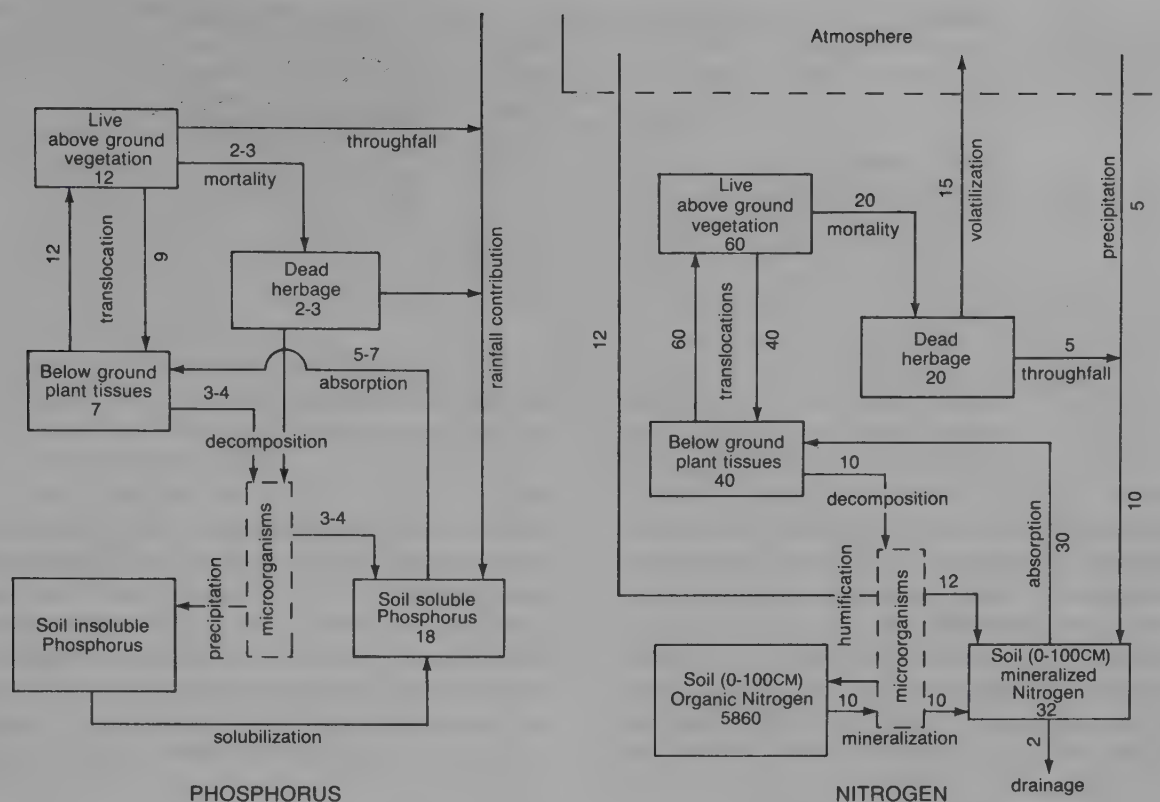 Live
above ground
vegetation
12
throughfall
2-3
mortality
12
translocation
9
Dead
herbage
2-3
rainfall contribution
5-7
absorption
Below ground
plant tissues
7
3-4
decomposition
microorganisms
3-4
precipitation
Soil insoluble
Phosphorus
Soil soluble
Phosphorus
18
solubilization
PHOSPHORUS
Atmosphere
Live
above ground
vegetation
60
20
mortality
15
volatilization
precipitation
5
12
60
translocations
40
Dead
herbage
20
5
throughfall
Below ground
plant tissues
40
10
decomposition
absorption
30
10
humification
microorganisms
12
Soil (0-100CM)
Organic Nitrogen
5860
10
10
mineralization
Soil (0-100CM)
mineralized
Nitrogen
32
2
drainage
NITROGEN